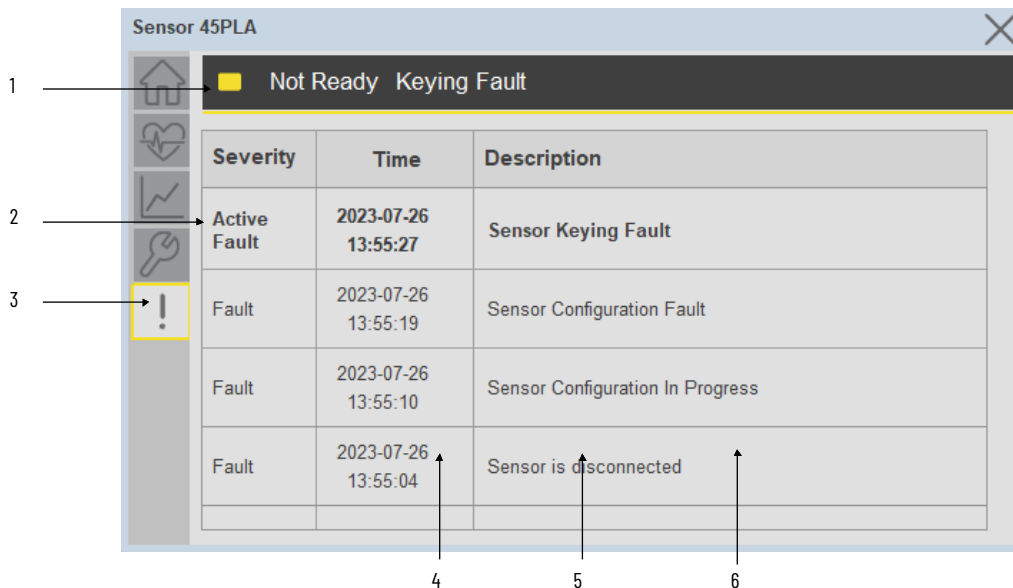 Sensor 45PLA
1
Not Ready Keying Fault
Severity Time Description
2
Active Fault
2023-07-26
13:55:27
Sensor Keying Fault
3
Fault
2023-07-26
13:55:19
Sensor Configuration Fault
Fault
2023-07-26
13:55:10
Sensor Configuration In Progress
Fault
2023-07-26
13:55:04
Sensor is disconnected
4 5 6